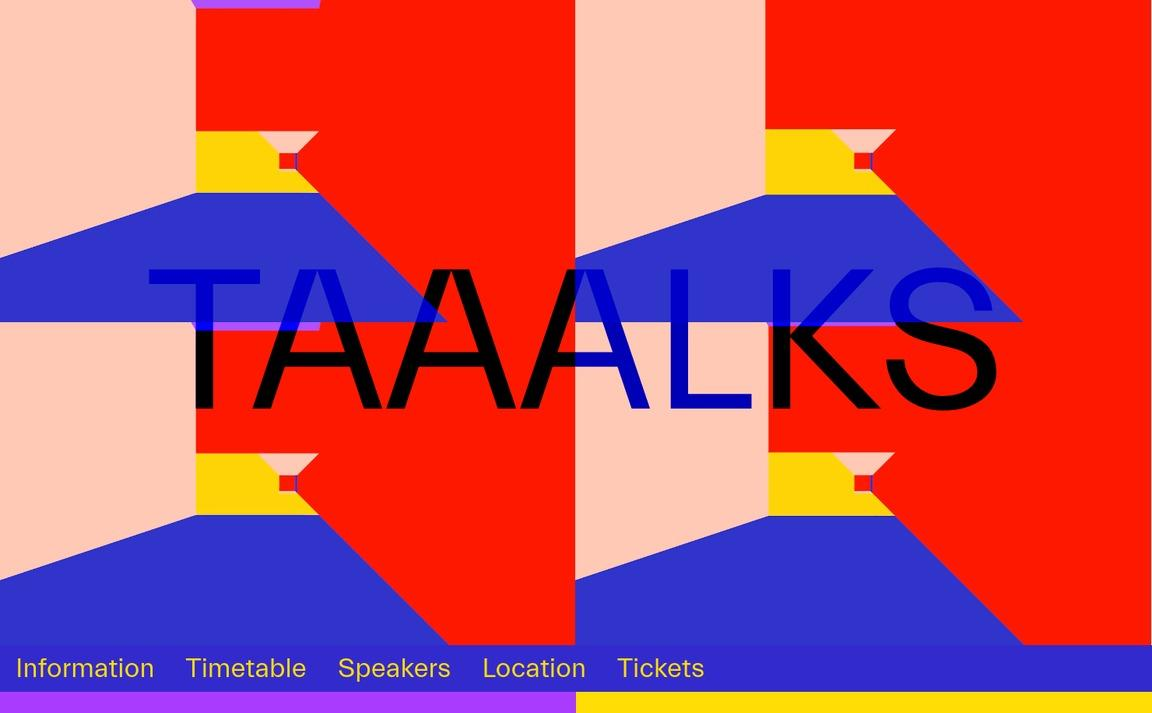 TAAALKS
Information Timetable Speakers Location Tickets